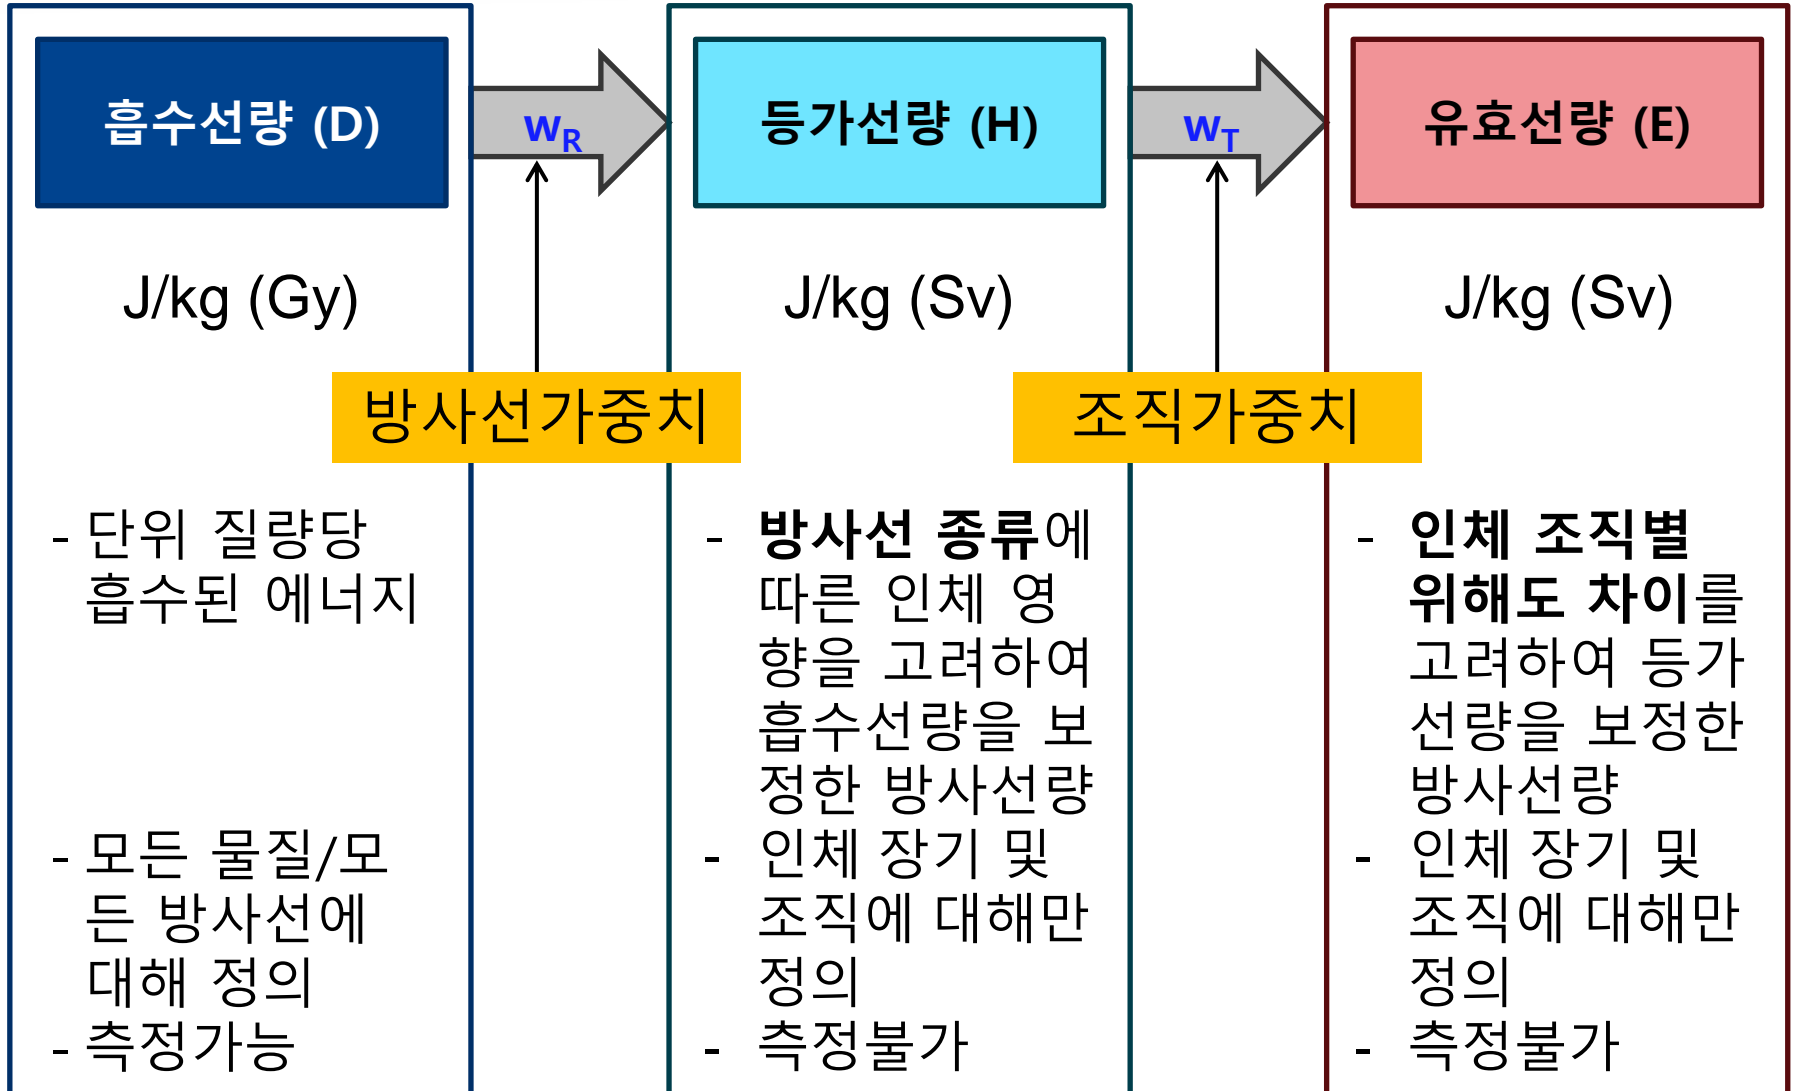 흡수선량 (D)
w_R
등가선량 (H)
w_T
유효선량 (E)
J/kg (Gy)
J/kg (Sv)
J/kg (Sv)
방사선가중치
조직가중치
- 단위 질량당
흡수된 에너지
- 모든 물질/모
든 방사선에
대해 정의
- 측정가능
- 방사선 종류에
따른 인체 영
향을 고려하여
흡수선량을 보
정한 방사선량
- 인체 장기 및
조직에 대해만
정의
- 측정불가
- 인체 조직별
위해도 차이를
고려하여 등가
선량을 보정한
방사선량
- 인체 장기 및
조직에 대해만
정의
- 측정불가